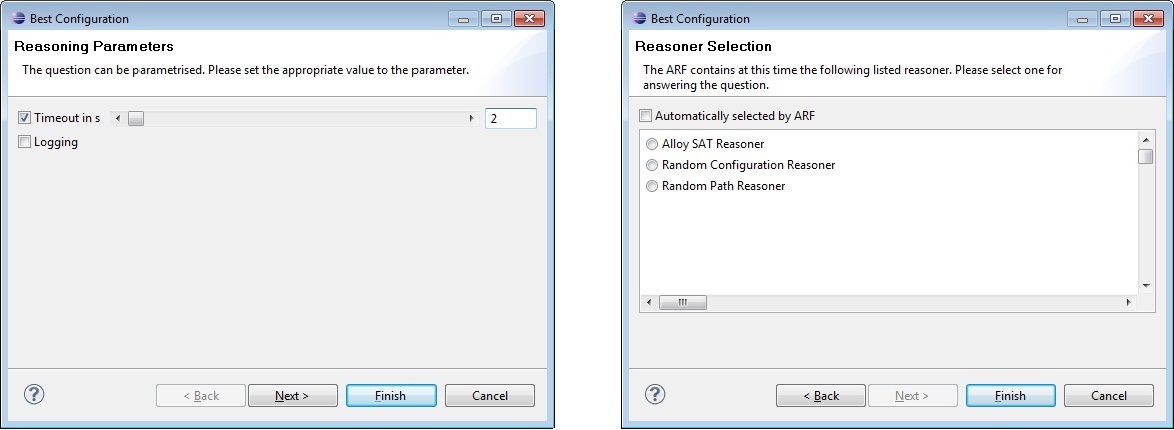 Best Configuration
Reasoning Parameters
The question can be parametrised. Please set the appropriate value to the parameter.
Timeout in s
2
Logging
< Back
Next >
Finish
Cancel
Best Configuration
Reasoner Selection
The ARF contains at this time the following listed reasoner. Please select one for
answering the question.
Automatically selected by ARF
Alloy SAT Reasoner
Random Configuration Reasoner
Random Path Reasoner
< Back
Next >
Finish
Cancel